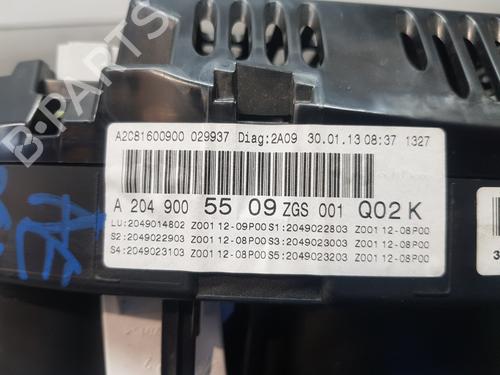 A2C81600900 029937 Diag:2A09 30.01.13 08:37 1327
A 204 900 55 09 ZGS 001 Q02 K
LU:2049014802 Z001 12-09P00 S1:2049022803 Z001 12-08P00
S2:2049022903 Z001 12-08P00 S3:2049023003 Z001 12-08P00
S4:2049023103 Z001 12-08P00 S5:2049023203 Z001 12-08P00
B-PARTS